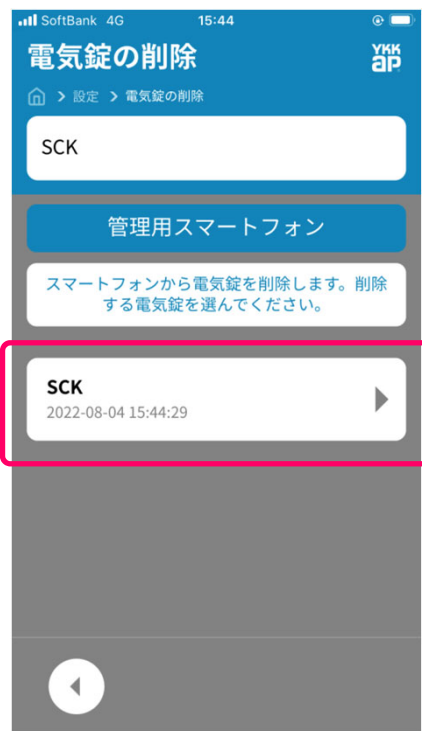 SoftBank 4G 15:44
電気錠の削除
YKK
ap
設定 > 電気錠の削除
SCK
管理用スマートフォン
スマートフォンから電気錠を削除します。削除
する電気錠を選んでください。
SCK
2022-08-04 15:44:29